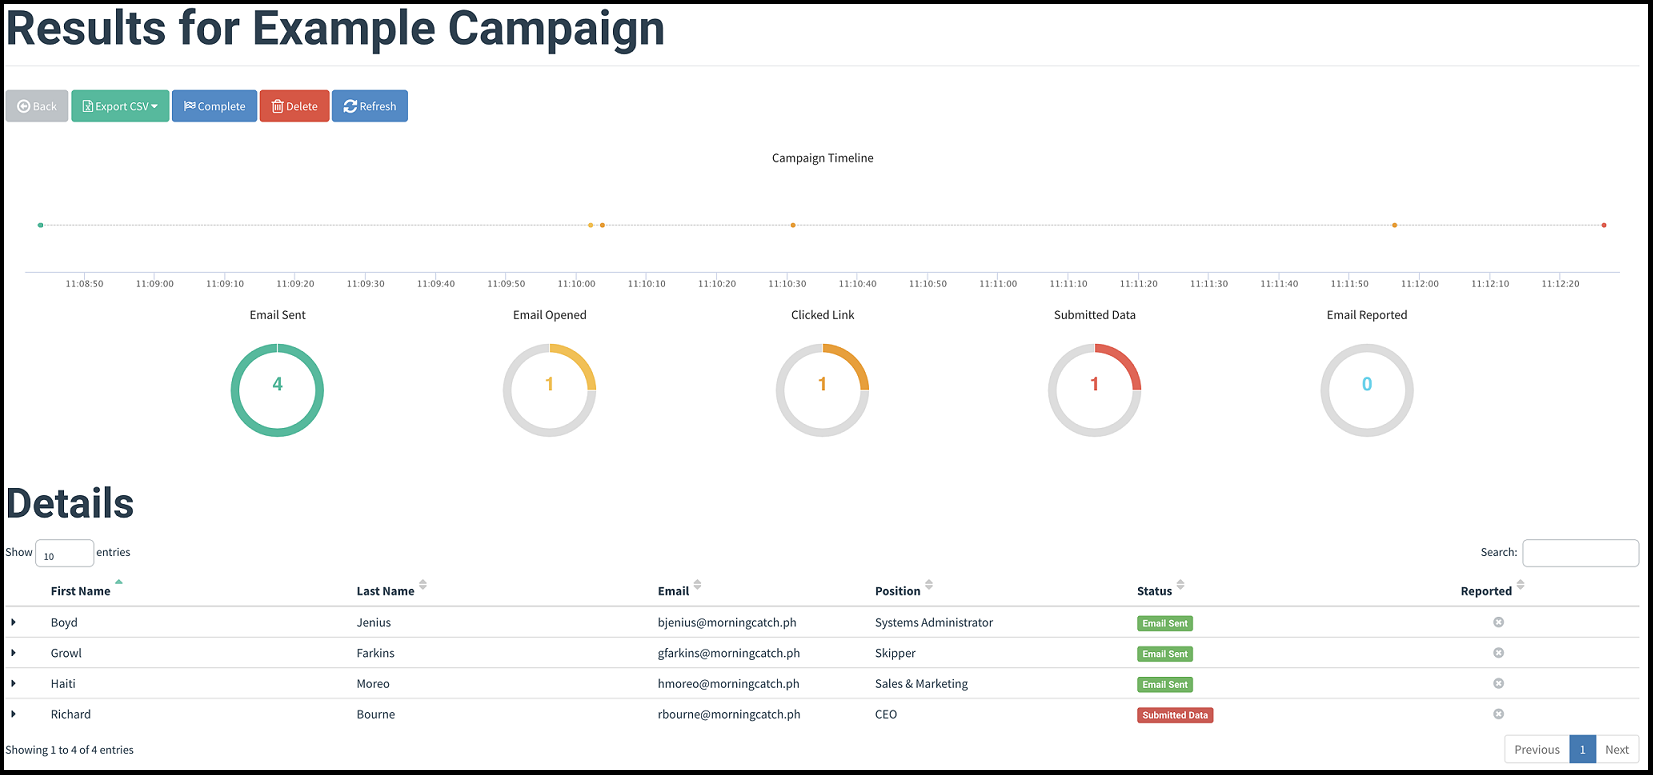 Results for Example Campaign
Back Export CSV Complete Delete Refresh
Campaign Timeline
11:08:50 11:09:00 11:09:10 11:09:20 11:09:30 11:09:40 11:09:50 11:10:00 11:10:10 11:10:20 11:10:30 11:10:40 11:10:50 11:11:00 11:11:10 11:11:20 11:11:30 11:11:40 11:11:50 11:12:00 11:12:10 11:12:20
Email Sent Email Opened Clicked Link Submitted Data Email Reported
4 1 1 1 0
Details
Show 10 entries Search:
First Name Last Name Email Position Status Reported
Boyd Jenius bjenius@morningcatch.ph Systems Administrator Email Sent
Growl Farkins gfarkins@morningcatch.ph Skipper Email Sent
Haiti Moreo hmoreo@morningcatch.ph Sales & Marketing Email Sent
Richard Bourne rbourne@morningcatch.ph CEO Submitted Data
Showing 1 to 4 of 4 entries Previous 1 Next